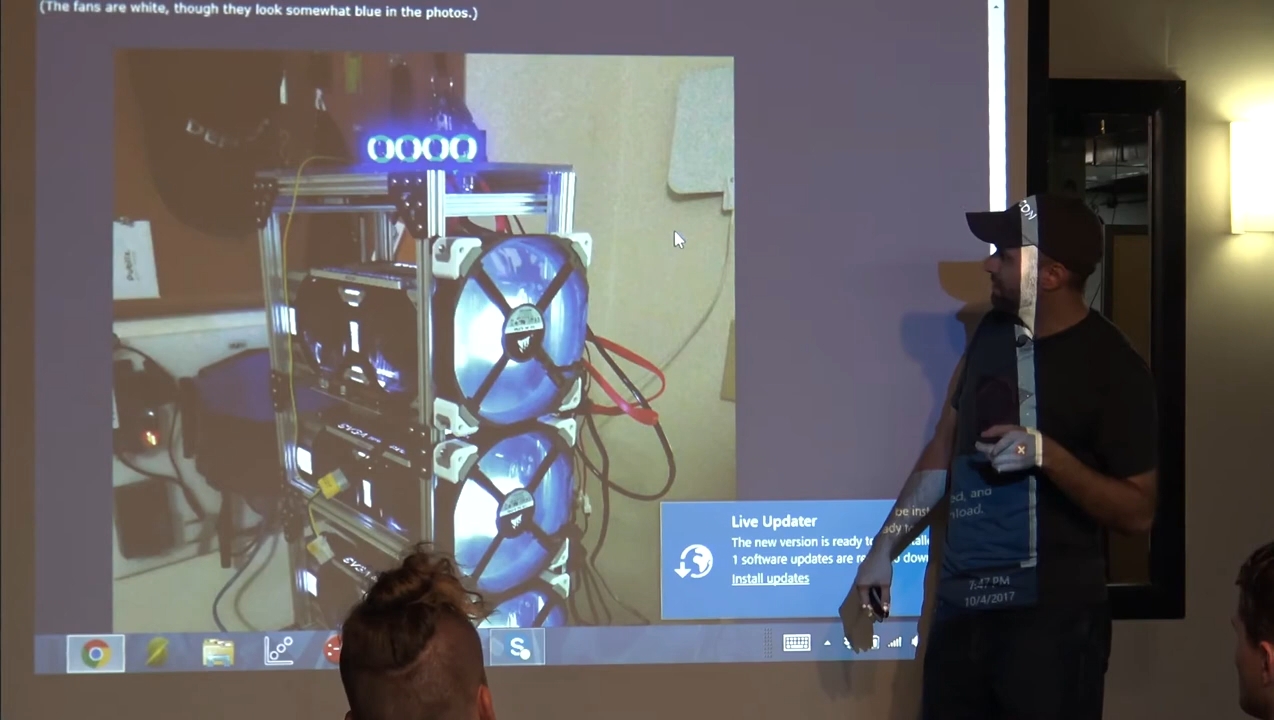 (The fans are white, though they look somewhat blue in the photos.)
Live Updater
The new version is ready
1 software updates are
Install updates
7:47 PM
10/4/2017